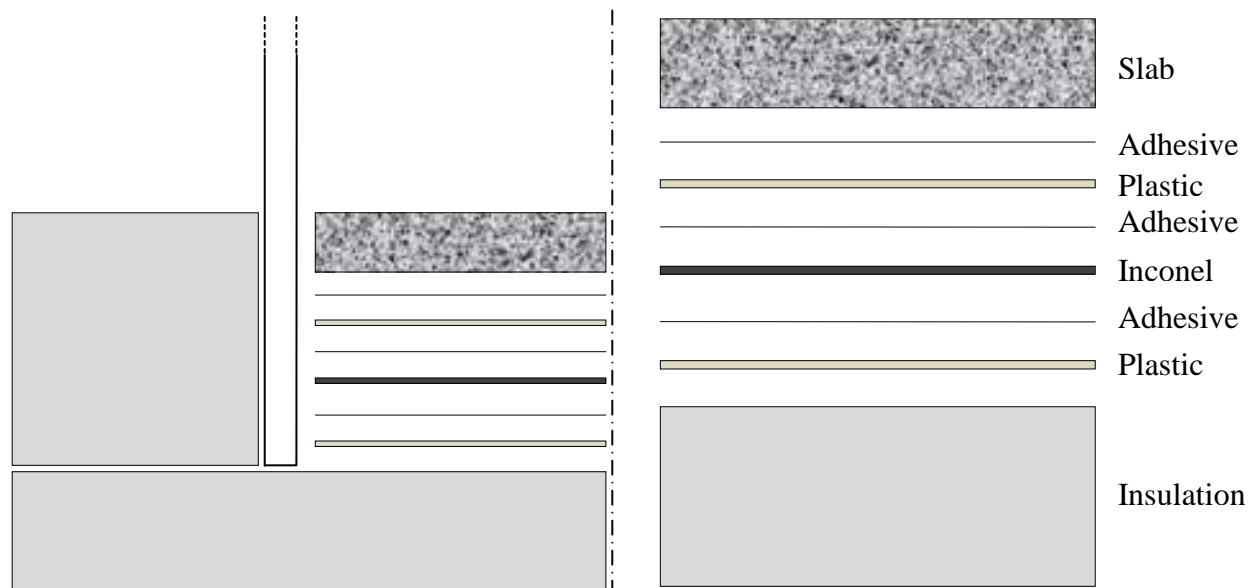 Slab
Adhesive
Plastic
Adhesive
Inconel
Adhesive
Plastic
Insulation